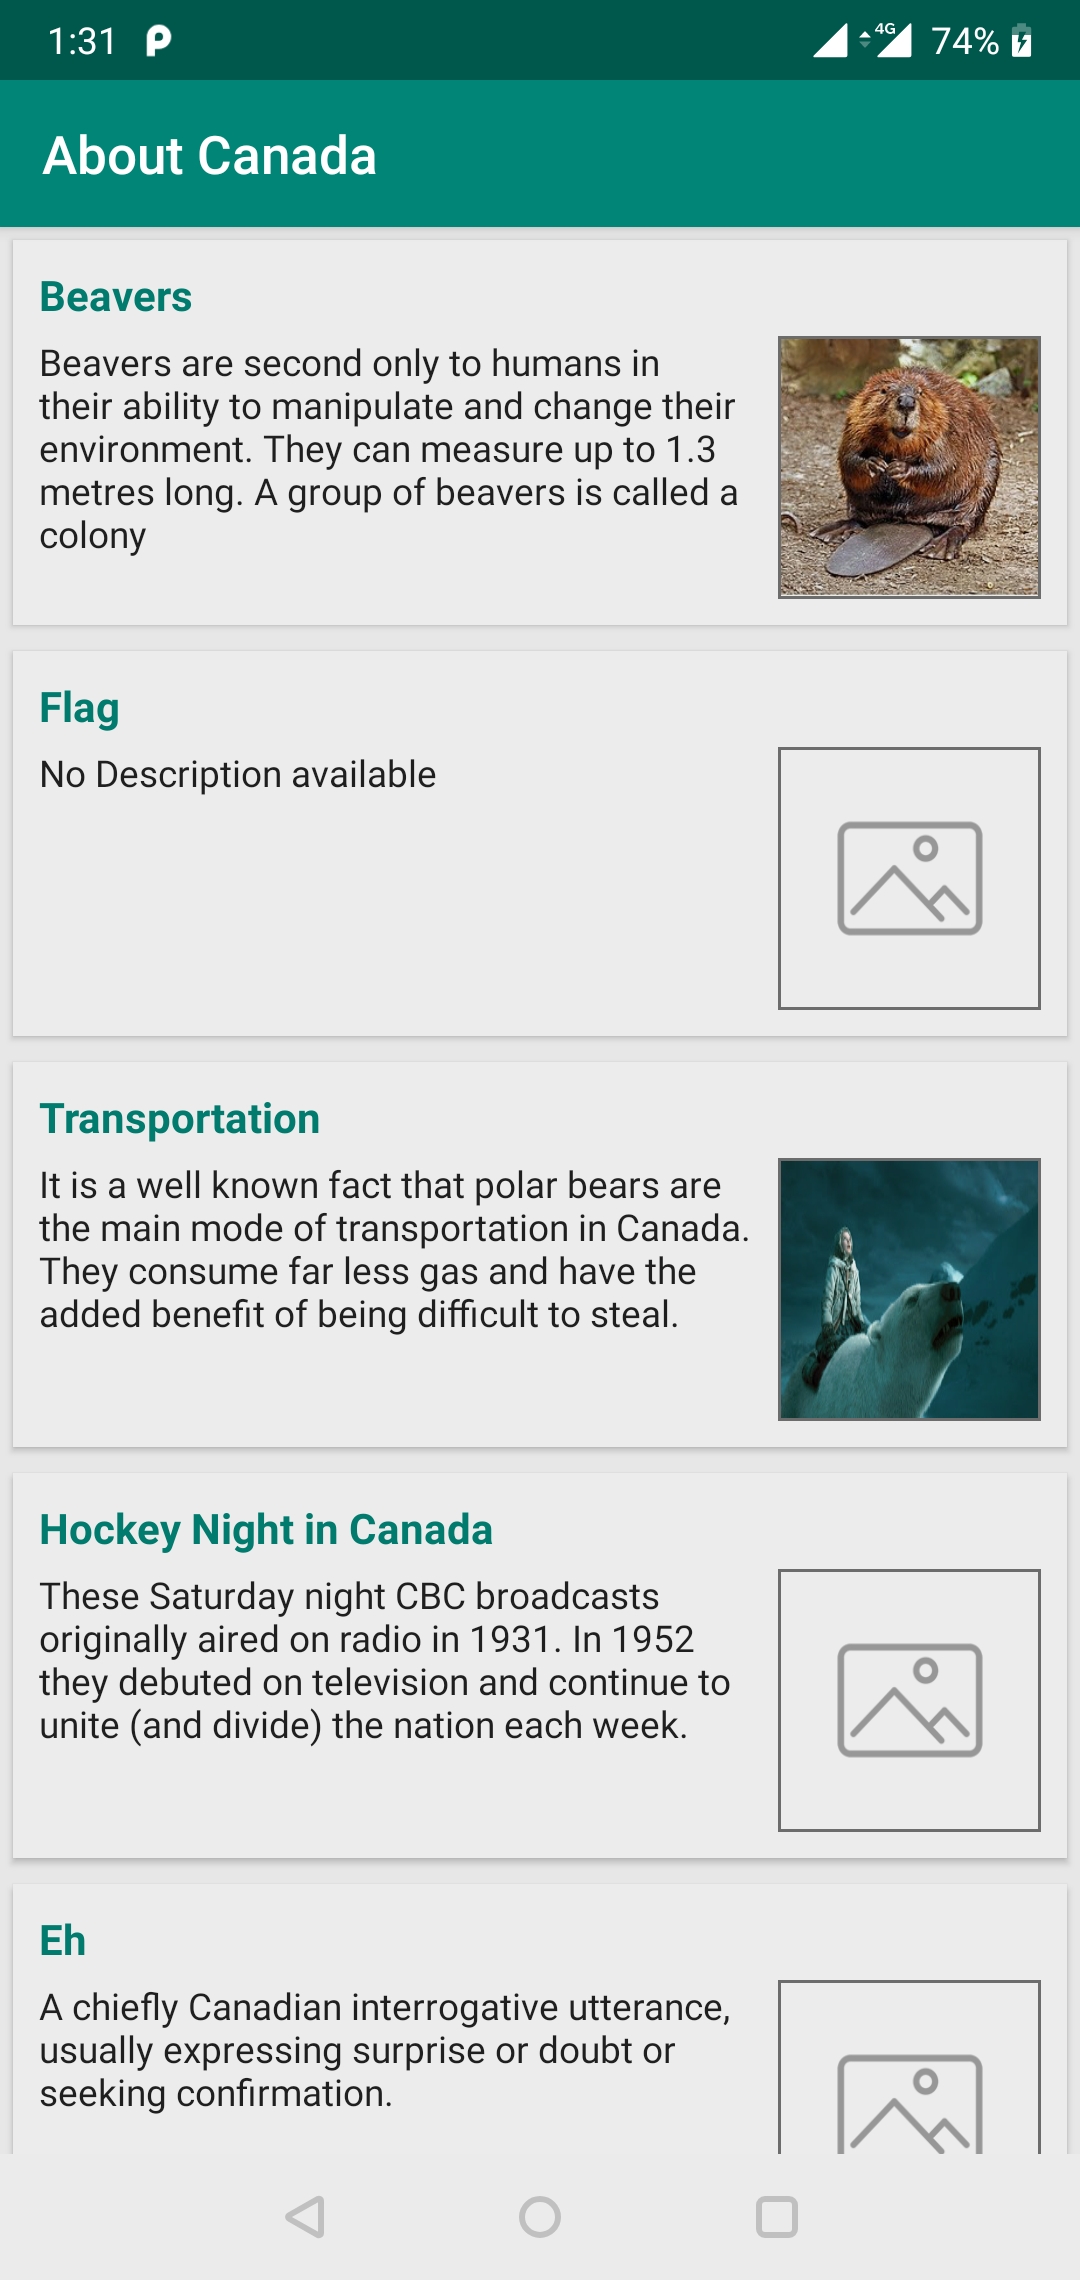 1:31
4G
74%
About Canada
Beavers
Beavers are second only to humans in
their ability to manipulate and change their
environment. They can measure up to 1.3
metres long. A group of beavers is called a
colony
Flag
No Description available
Transportation
It is a well known fact that polar bears are
the main mode of transportation in Canada.
They consume far less gas and have the
added benefit of being difficult to steal.
Hockey Night in Canada
These Saturday night CBC broadcasts
originally aired on radio in 1931. In 1952
they debuted on television and continue to
unite (and divide) the nation each week.
Eh
A chiefly Canadian interrogative utterance,
usually expressing surprise or doubt or
seeking confirmation.